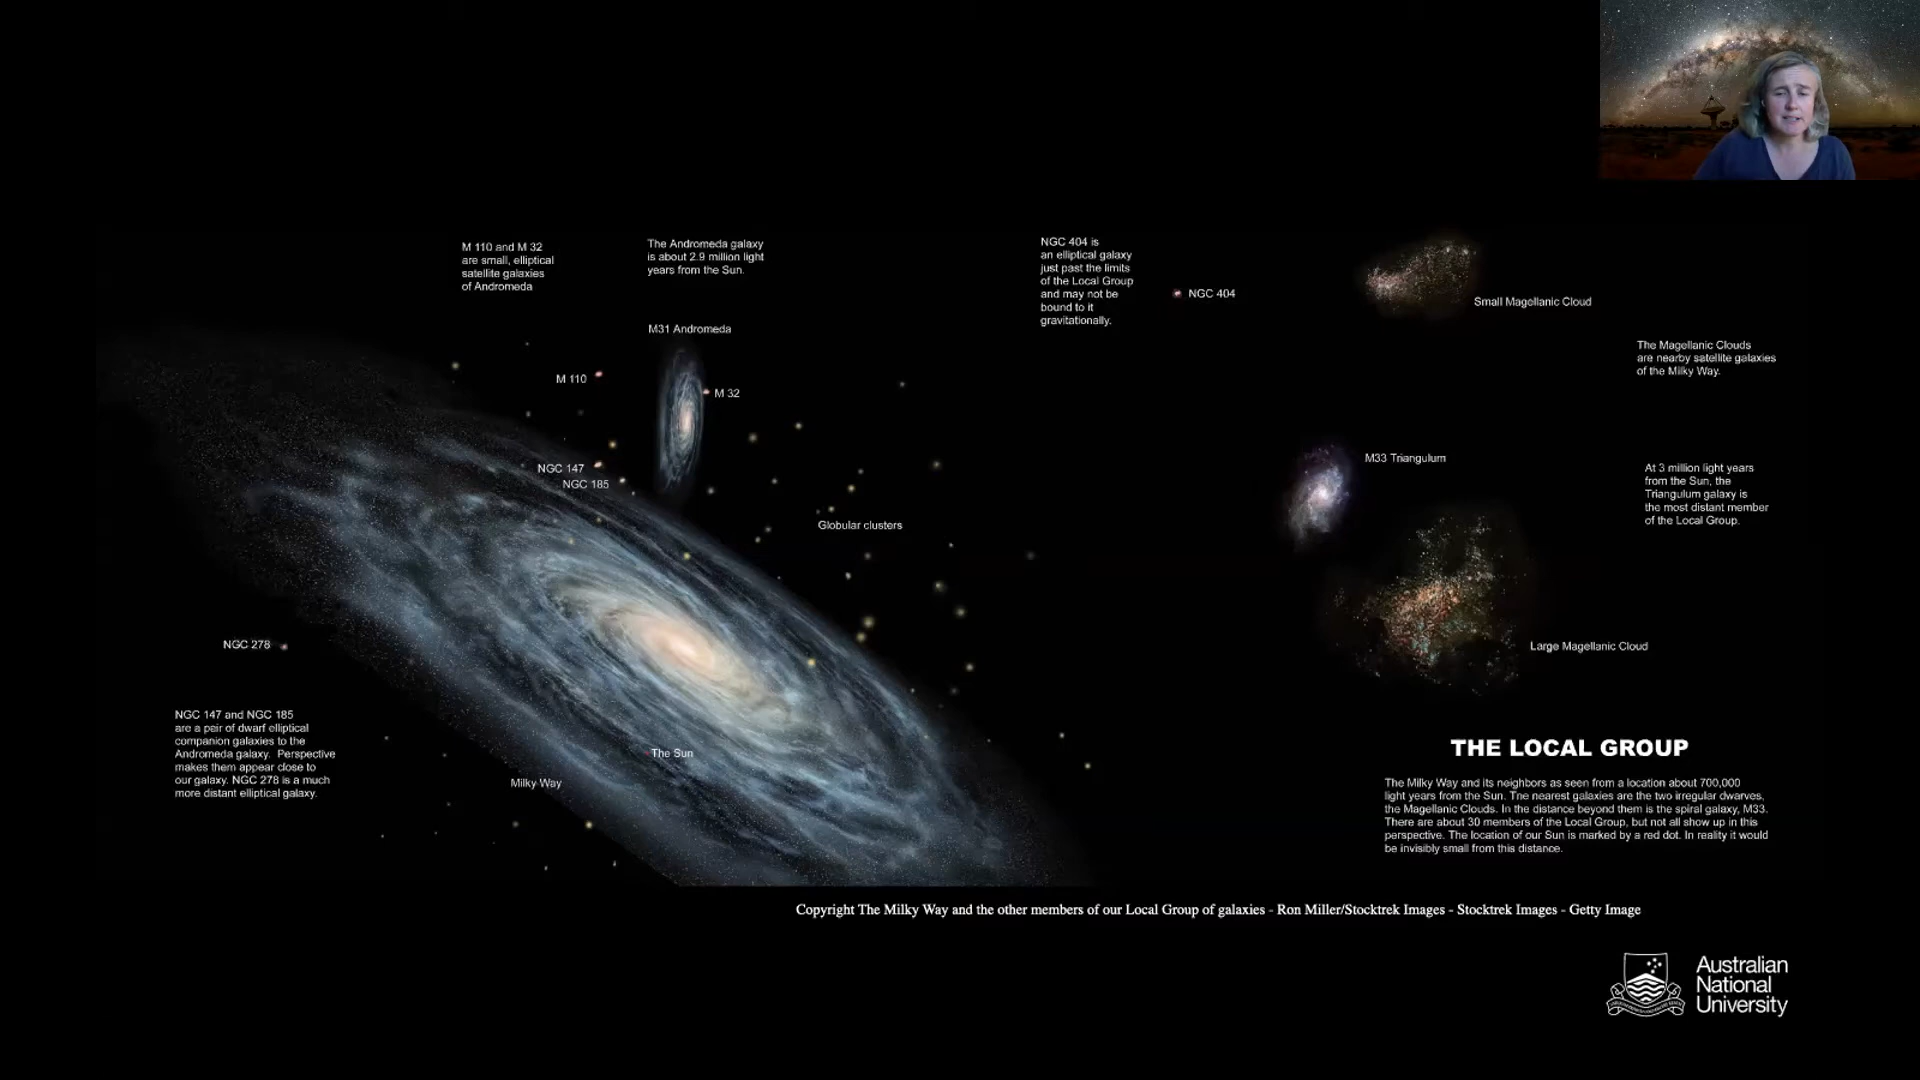 M 110 and M 32
are small, elliptical
satellite galaxies
of Andromeda
The Andromeda galaxy
is about 2.9 million light
years from the Sun.
M31 Andromeda
M 110
M 32
NGC 147
NGC 185
Globular clusters
NGC 278
NGC 147 and NGC 185
are a pair of dwarf elliptical
companion galaxies to the
Andromeda galaxy. Perspective
makes them appear close to
our galaxy. NGC 278 is a much
more distant elliptical galaxy.
The Sun
Milky Way
NGC 404 is
an elliptical galaxy
just past the limits
of the Local Group
and may not be
bound to it
gravitationally.
NGC 404
Small Magellanic Cloud
The Magellanic Clouds
are nearby satellite galaxies
of the Milky Way.
M33 Triangulum
At 3 million light years
from the Sun, the
Triangulum galaxy is
the most distant member
of the Local Group.
Large Magellanic Cloud
THE LOCAL GROUP
The Milky Way and its neighbors as seen from a location about 700,000
light years from the Sun. The nearest galaxies are the two irregular dwarves,
the Magellanic Clouds. In the distance beyond them is the spiral galaxy, M33.
There are about 30 members of the Local Group, but not all show up in this
perspective. The location of our Sun is marked by a red dot. In reality it would
be invisibly small from this distance.
Copyright The Milky Way and the other members of our Local Group of galaxies - Ron Miller/Stocktrek Images - Stocktrek Images - Getty Image
Australian
National
University